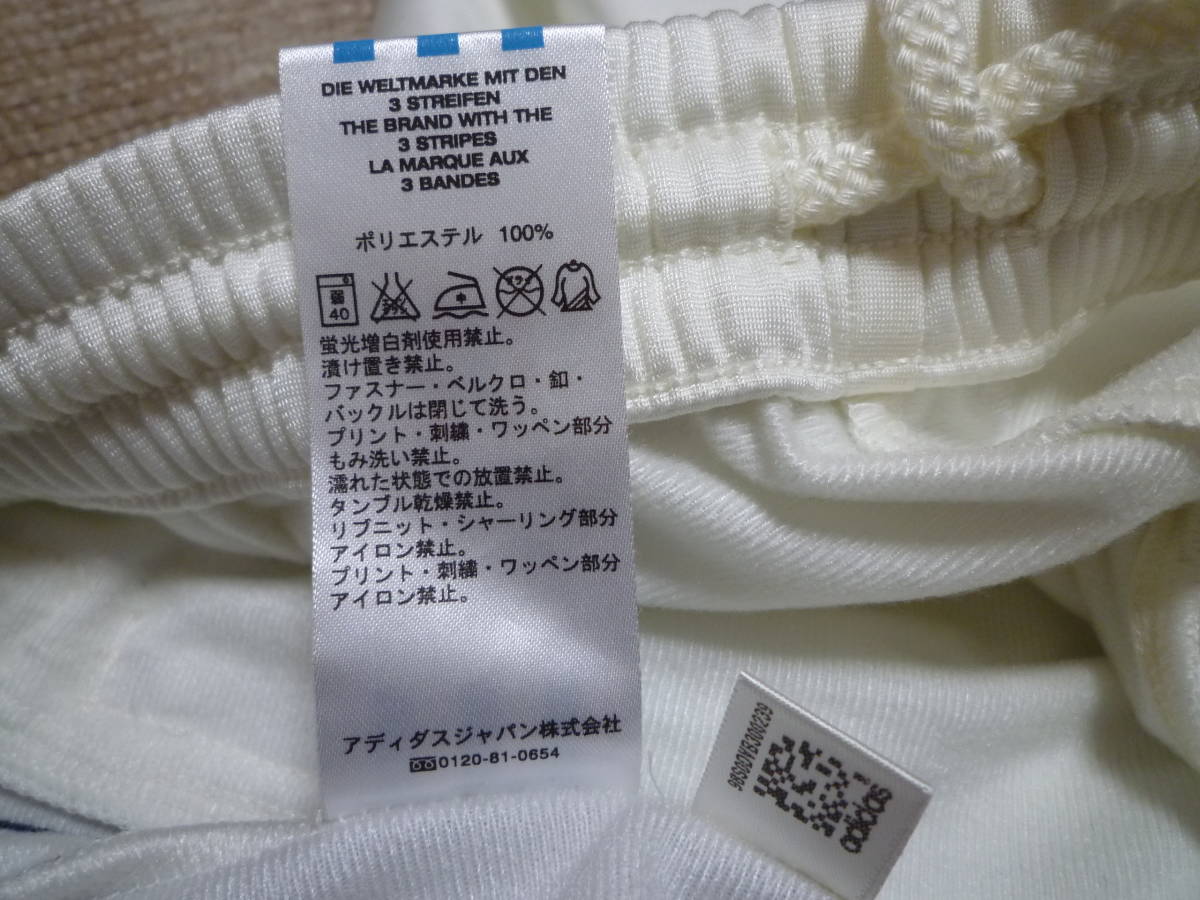 DIE WELTMARKE MIT DEN
3 STREIFEN
THE BRAND WITH THE
3 STRIPES
LA MARQUE AUX
3 BANDES
ポリエステル 100%
弱
40
蛍光増白剤使用禁止。
漬け置き禁止。
ファスナー・ベルクロ・釦・
バックルは閉じて洗う。
プリント・刺繍・ワッペン部分
もみ洗い禁止。
濡れた状態での放置禁止。
タンブル乾燥禁止。
リブニット・シャーリング部分
アイロン禁止。
プリント・刺繍・ワッペン部分
アイロン禁止。
アディダスジャパン株式会社
0120-81-0654
adidas